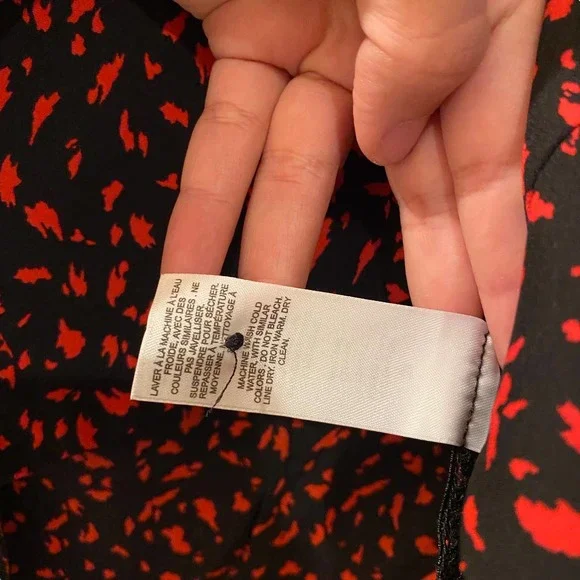 LAVER À LA MACHINE À L'EAU
FROIDE, AVEC DES
COULEURS SIMILAIRES. NE
PAS JAVELLISER.
SUSPENDRE POUR SÉCHER.
REPASSER À TEMPÉRATURE
MOYENNE. NETTOYAGE À
MACHINE WASH COLD
WATER. WITH SIMILAR
COLORS. DO NOT BLEACH.
LINE DRY. IRON WARM. DRY
CLEAN.